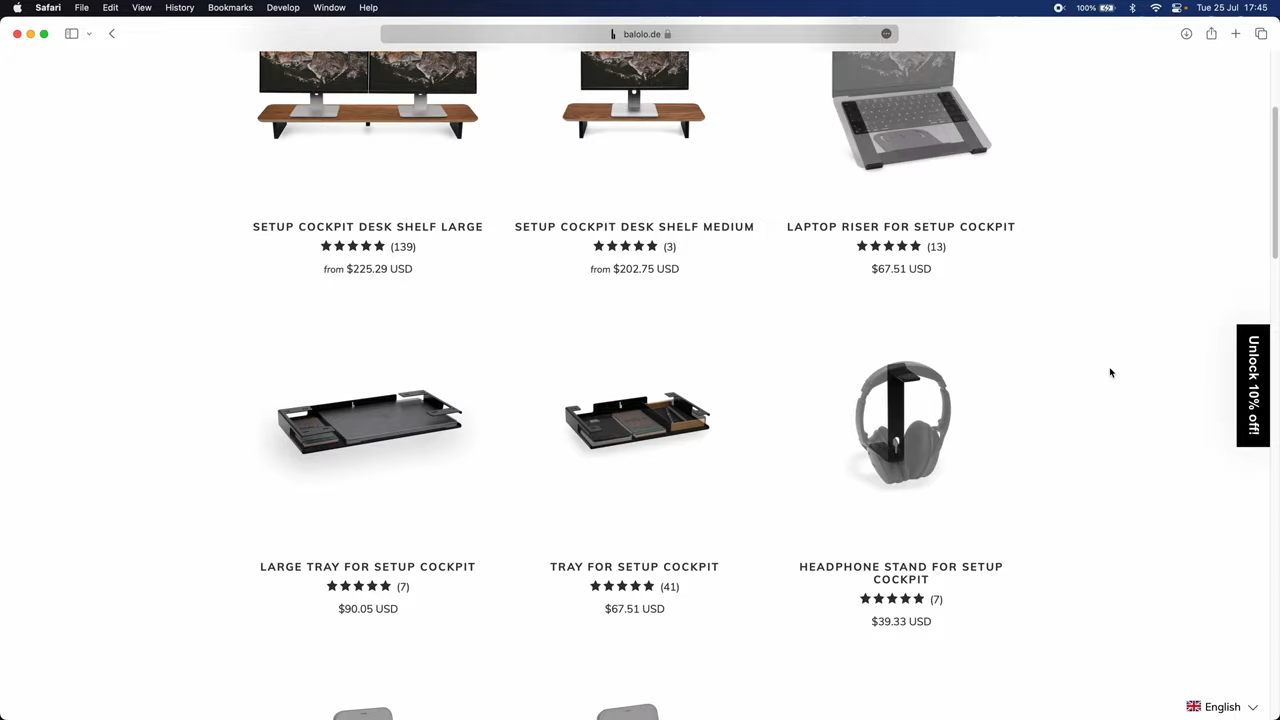 Safari File Edit View History Bookmarks Develop Window Help 100% Tue 25 Jul 17:45
balolo.de
SETUP COCKPIT DESK SHELF LARGE
(139)
from $225.29 USD
SETUP COCKPIT DESK SHELF MEDIUM
(3)
from $202.75 USD
LAPTOP RISER FOR SETUP COCKPIT
(13)
$67.51 USD
Unlock 10% off!
LARGE TRAY FOR SETUP COCKPIT
(7)
$90.05 USD
TRAY FOR SETUP COCKPIT
(41)
$67.51 USD
HEADPHONE STAND FOR SETUP
COCKPIT
(7)
$39.33 USD
English